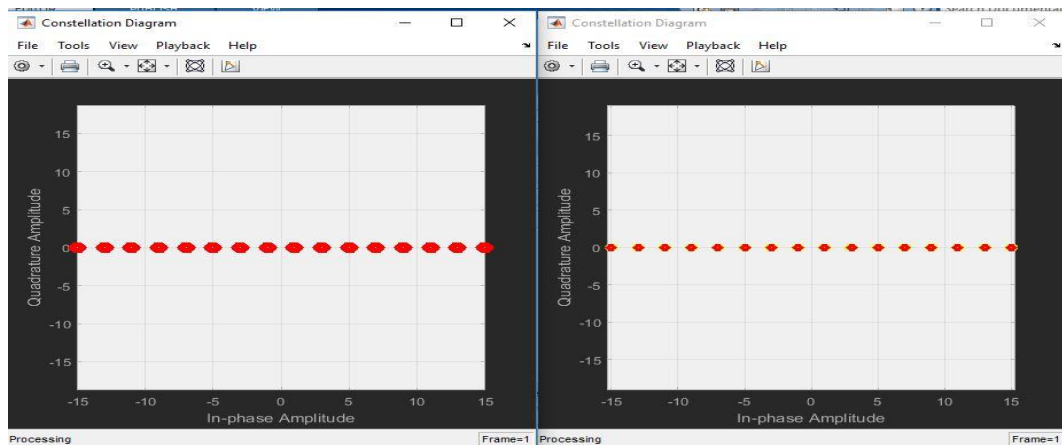 Constellation Diagram
File Tools View Playback Help
Quadrature Amplitude
15
10
5
0
-5
-10
-15
-15 -10 -5 0 5 10 15
In-phase Amplitude
Processing Frame=1
Constellation Diagram
File Tools View Playback Help
Quadrature Amplitude
15
10
5
0
-5
-10
-15
-15 -10 -5 0 5 10 15
In-phase Amplitude
Processing Frame=1